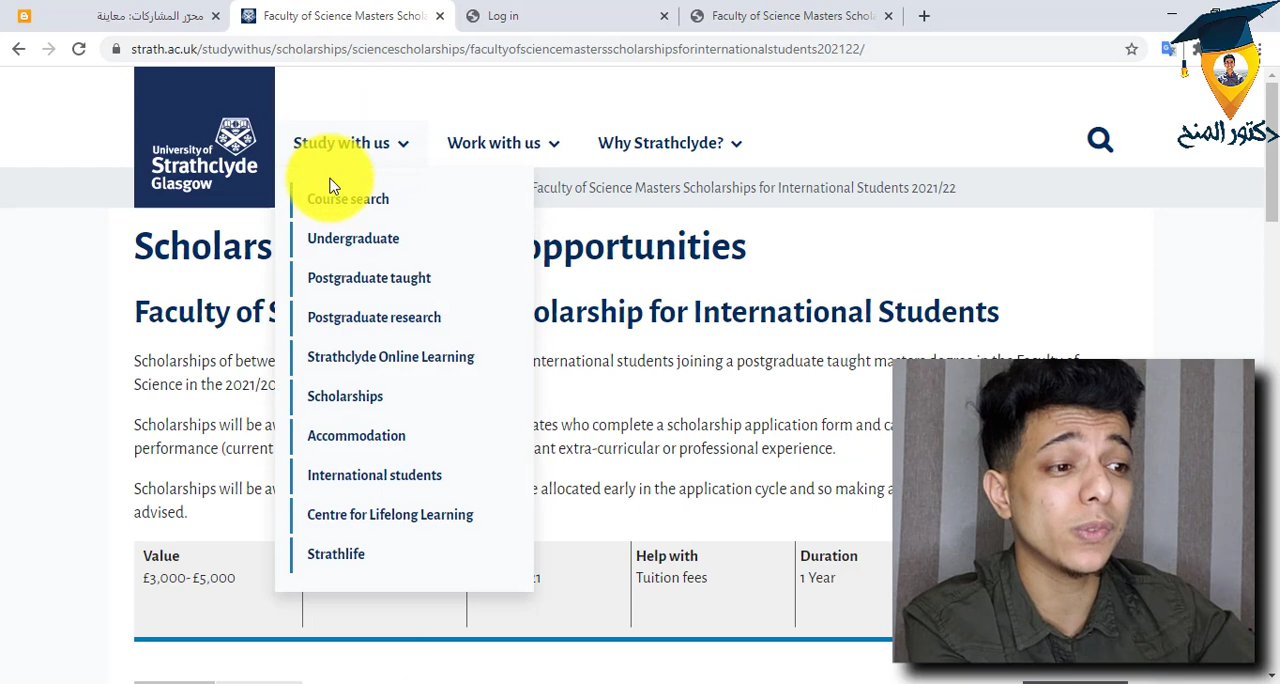 محرّر المشاركات: معاينة
Faculty of Science Masters Schola
Log in
Faculty of Science Masters Schola
strath.ac.uk/studywithus/scholarships/sciencescholarships/facultyofsciencemastersscholarshipsforinternationalstudents202122/
دكتور المنح
University of
Strathclyde
Glasgow
Study with us
Work with us
Why Strathclyde?
Faculty of Science Masters Scholarships for International Students 2021/22
Course search
Undergraduate
Postgraduate taught
Postgraduate research
Strathclyde Online Learning
Scholarships
Accommodation
International students
Centre for Lifelong Learning
Strathlife
Scholars opportunities
Faculty of S olarship for International Students
Scholarships of betwe nternational students joining a postgraduate taught masters degree in the Faculty of
Science in the 2021/20
Scholarships will be aw ates who complete a scholarship application form and ca
performance (current ant extra-curricular or professional experience.
Scholarships will be aw e allocated early in the application cycle and so making a
advised.
Value
£3,000-£5,000
Help with
Tuition fees
Duration
1 Year